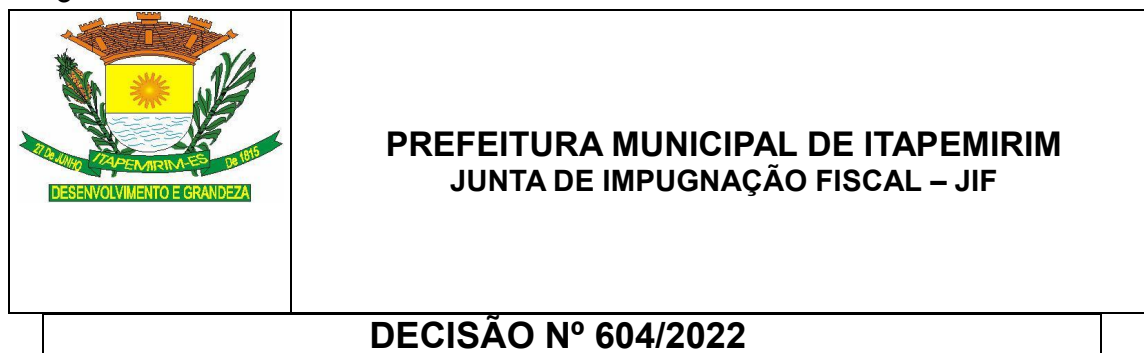 PREFEITURA MUNICIPAL DE ITAPEMIRIM
JUNTA DE IMPUGNAÇÃO FISCAL – JIF
27 De JUNHO ITAPEMIRIM-ES De 1815
DESENVOLVIMENTO E GRANDEZA
DECISÃO Nº 604/2022